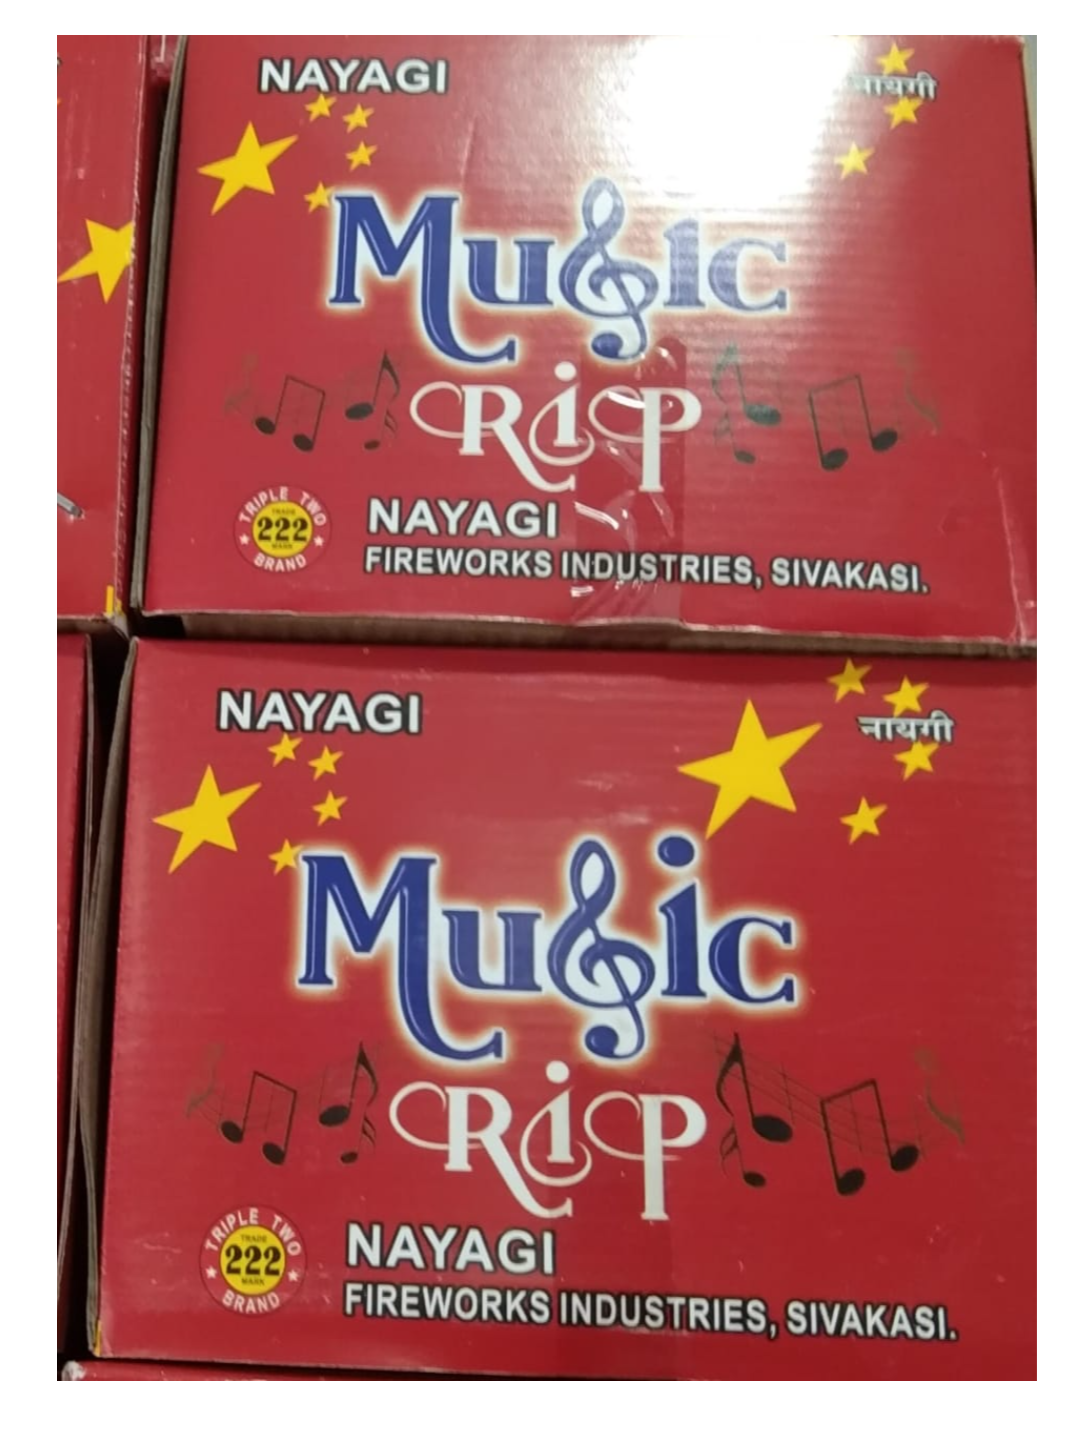 NAYAGI
नायगी
Music
RiP
TRIPLE TWO
TRADE
222
MARK
BRAND
NAYAGI
FIREWORKS INDUSTRIES, SIVAKASI.
NAYAGI
नायगी
Music
RiP
TRIPLE TWO
TRADE
222
MARK
BRAND
NAYAGI
FIREWORKS INDUSTRIES, SIVAKASI.